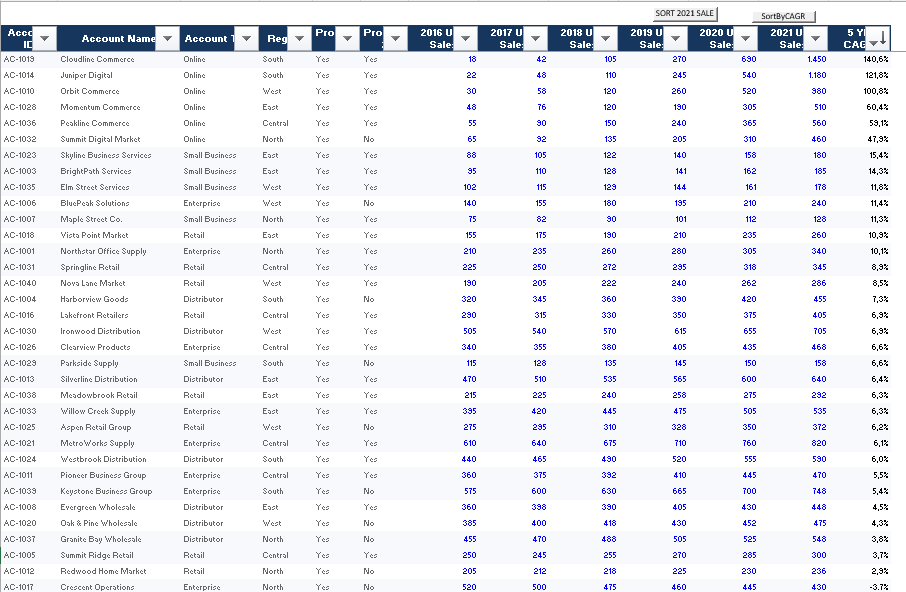 SORT 2021 SALE
SortByCAGR
Acco ID Account Name Account T Reg Pro Pro 2016 U Sale: 2017 U Sale: 2018 U Sale: 2019 U Sale: 2020 U Sale: 2021 U Sale: 5 YI CAG
AC-1019 Cloudline Commerce Online South Yes Yes 18 42 105 270 690 1.450 140,6%
AC-1014 Juniper Digital Online South Yes Yes 22 48 110 245 540 1.180 121,8%
AC-1010 Orbit Commerce Online West Yes Yes 30 58 120 260 520 980 100,8%
AC-1028 Momentum Commerce Online East Yes Yes 48 76 120 190 305 510 60,4%
AC-1036 Peakline Commerce Online Central Yes Yes 55 90 150 240 365 560 59,1%
AC-1032 Summit Digital Market Online North Yes No 65 92 135 205 310 460 47,9%
AC-1023 Skyline Business Services Small Business East Yes Yes 88 105 122 140 158 180 15,4%
AC-1003 BrightPath Services Small Business East Yes Yes 95 110 128 141 162 185 14,3%
AC-1035 Elm Street Services Small Business West Yes Yes 102 115 129 144 161 178 11,8%
AC-1006 BluePeak Solutions Enterprise West Yes No 140 155 180 195 210 240 11,4%
AC-1007 Maple Street Co. Small Business North Yes Yes 75 82 90 101 112 128 11,3%
AC-1018 Vista Point Market Retail East Yes Yes 155 175 190 210 235 260 10,9%
AC-1001 Northstar Office Supply Enterprise North Yes Yes 210 235 260 280 305 340 10,1%
AC-1031 Springline Retail Retail Central Yes Yes 225 250 272 295 318 345 8,9%
AC-1040 Nova Lane Market Retail West Yes Yes 190 205 222 240 262 286 8,5%
AC-1004 Harborview Goods Distributor South Yes No 320 345 360 390 420 455 7,3%
AC-1016 Lakefront Retailers Retail Central Yes Yes 290 315 330 350 375 405 6,9%
AC-1030 Ironwood Distribution Distributor West Yes Yes 505 540 570 615 655 705 6,9%
AC-1026 Clearview Products Enterprise Central Yes Yes 340 355 380 405 435 468 6,6%
AC-1029 Parkside Supply Small Business South Yes No 115 128 135 145 150 158 6,6%
AC-1013 Silverline Distribution Distributor East Yes Yes 470 510 535 565 600 640 6,4%
AC-1038 Meadowbrook Retail Retail East Yes Yes 215 225 240 258 275 292 6,3%
AC-1033 Willow Creek Supply Enterprise East Yes Yes 395 420 445 475 505 535 6,3%
AC-1025 Aspen Retail Group Retail West Yes No 275 295 310 328 350 372 6,2%
AC-1021 MetroWorks Supply Enterprise Central Yes Yes 610 640 675 710 760 820 6,1%
AC-1024 Westbrook Distribution Distributor South Yes Yes 440 465 490 520 555 590 6,0%
AC-1011 Pioneer Business Group Enterprise Central Yes Yes 360 375 392 410 445 470 5,5%
AC-1039 Keystone Business Group Enterprise South Yes No 575 600 630 665 700 748 5,4%
AC-1008 Evergreen Wholesale Distributor East Yes Yes 360 398 390 405 430 448 4,5%
AC-1020 Oak & Pine Wholesale Distributor West Yes No 385 400 418 430 452 475 4,3%
AC-1037 Granite Bay Wholesale Distributor North Yes No 455 470 488 505 525 548 3,8%
AC-1005 Summit Ridge Retail Retail Central Yes Yes 250 245 255 270 285 300 3,7%
AC-1012 Redwood Home Market Retail North Yes No 205 212 218 225 230 236 2,9%
AC-1017 Crescent Operations Enterprise North Yes No 520 500 475 460 445 430 -3,7%